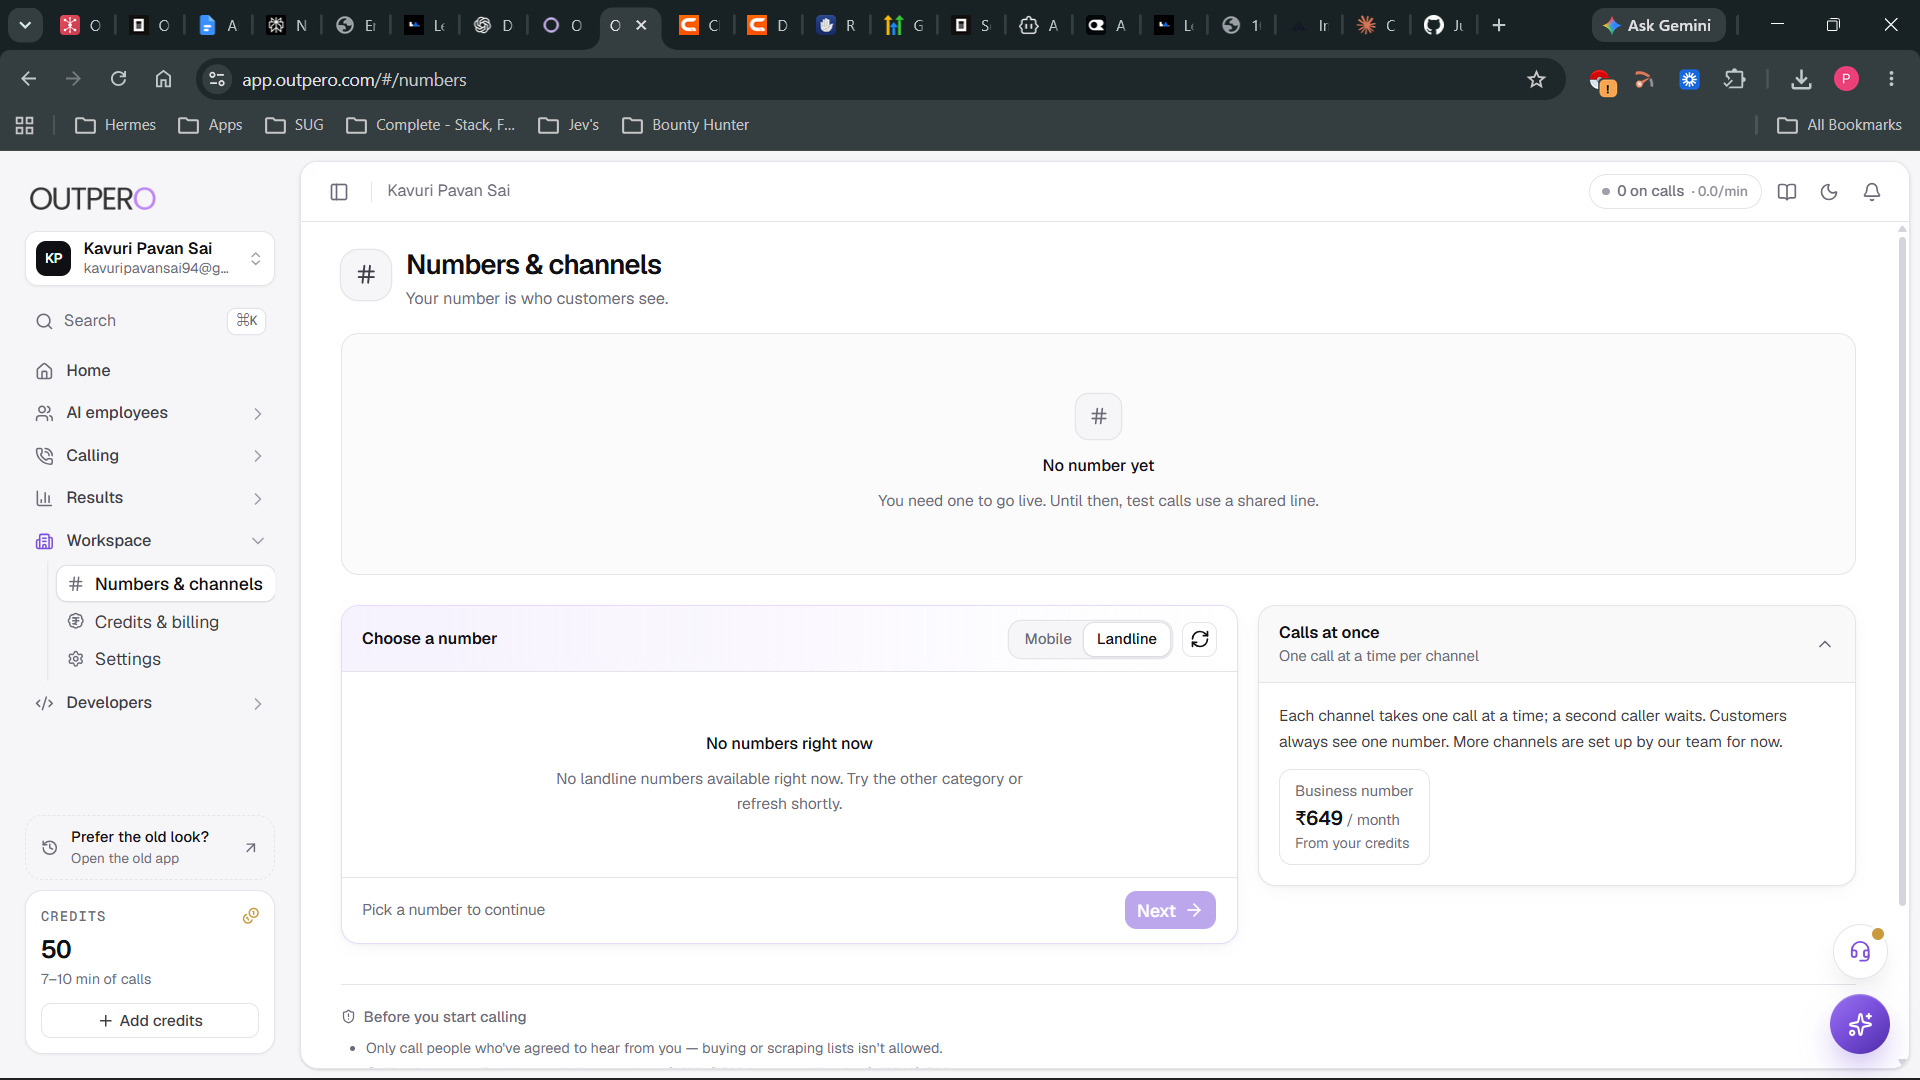 Ask Gemini
app.outpero.com/#/numbers
Hermes
Apps
SUG
Complete - Stack, F...
Jev's
Bounty Hunter
All Bookmarks
OUTPERO
KP
Kavuri Pavan Sai
kavuripavansai94@g...
Search
⌘K
Home
AI employees
Calling
Results
Workspace
Numbers & channels
Credits & billing
Settings
Developers
Prefer the old look?
Open the old app
CREDITS
50
7–10 min of calls
+ Add credits
Kavuri Pavan Sai
0 on calls · 0.0/min
Numbers & channels
Your number is who customers see.
No number yet
You need one to go live. Until then, test calls use a shared line.
Choose a number
Mobile
Landline
No numbers right now
No landline numbers available right now. Try the other category or
refresh shortly.
Pick a number to continue
Next
Calls at once
One call at a time per channel
Each channel takes one call at a time; a second caller waits. Customers
always see one number. More channels are set up by our team for now.
Business number
₹649 / month
From your credits
Before you start calling
• Only call people who've agreed to hear from you — buying or scraping lists isn't allowed.